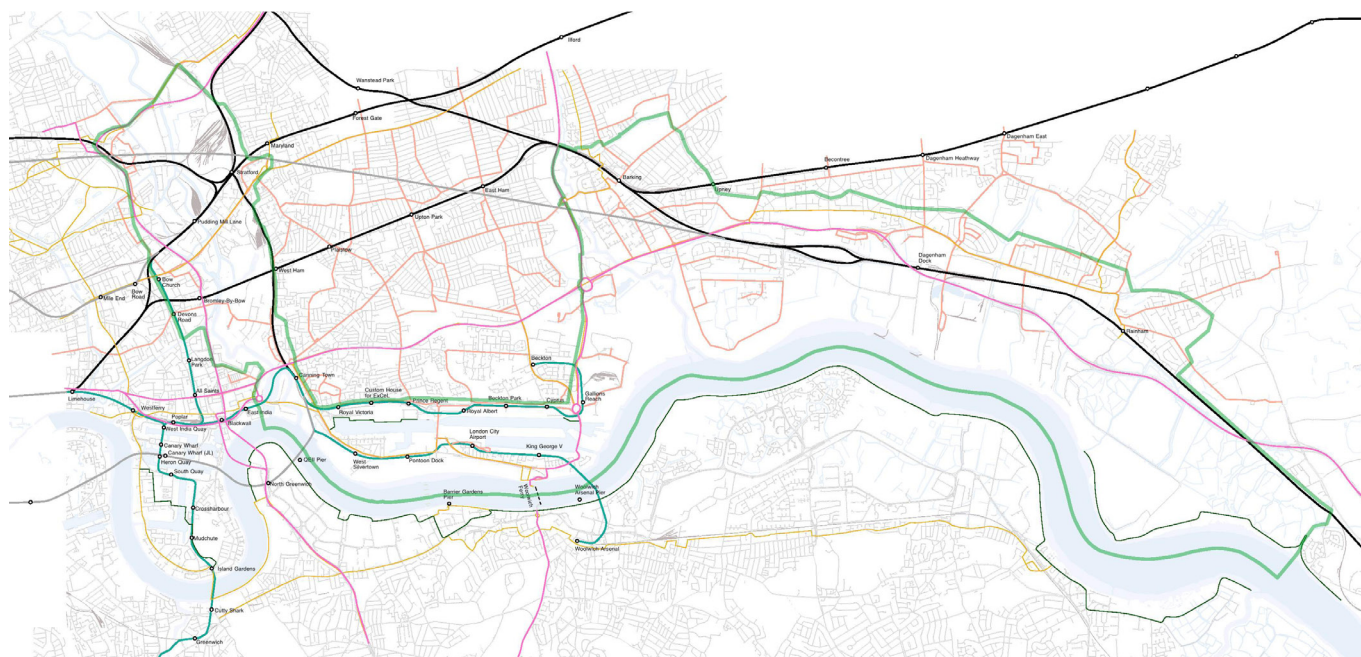 Ilford
Wanstead Park
Forest Gate
Maryland
Stratford
East Ham
Barking
Upney
Becontree
Dagenham Heathway
Dagenham East
Pudding Mill Lane
Upton Park
Plaistow
West Ham
Dagenham
Dock
Bow
Church
Bow
Road
Mile End
Bromley-By-Bow
Devons
Road
Rainham
Langdon
Park
Beckton
Canning Town
All Saints
Limehouse
Westferry
Poplar
East India
Blackwall
West India Quay
Custom House
for ExCeL
Prince Regent
Royal Victoria
Beckton Park
Royal Albert
Cyprus
Gallions
Reach
Canary Wharf
Canary Wharf (JL)
Heron Quay
South Quay
QEII Pier
North Greenwich
West
Silvertown
Pontoon Dock
London City
Airport
King George V
Barrier Gardens
Pier
Woolwich
Ferry
Woolwich
Arsenal Pier
Woolwich Arsenal
Crossharbour
Mudchute
Island Gardens
Cutty Shark
Greenwich